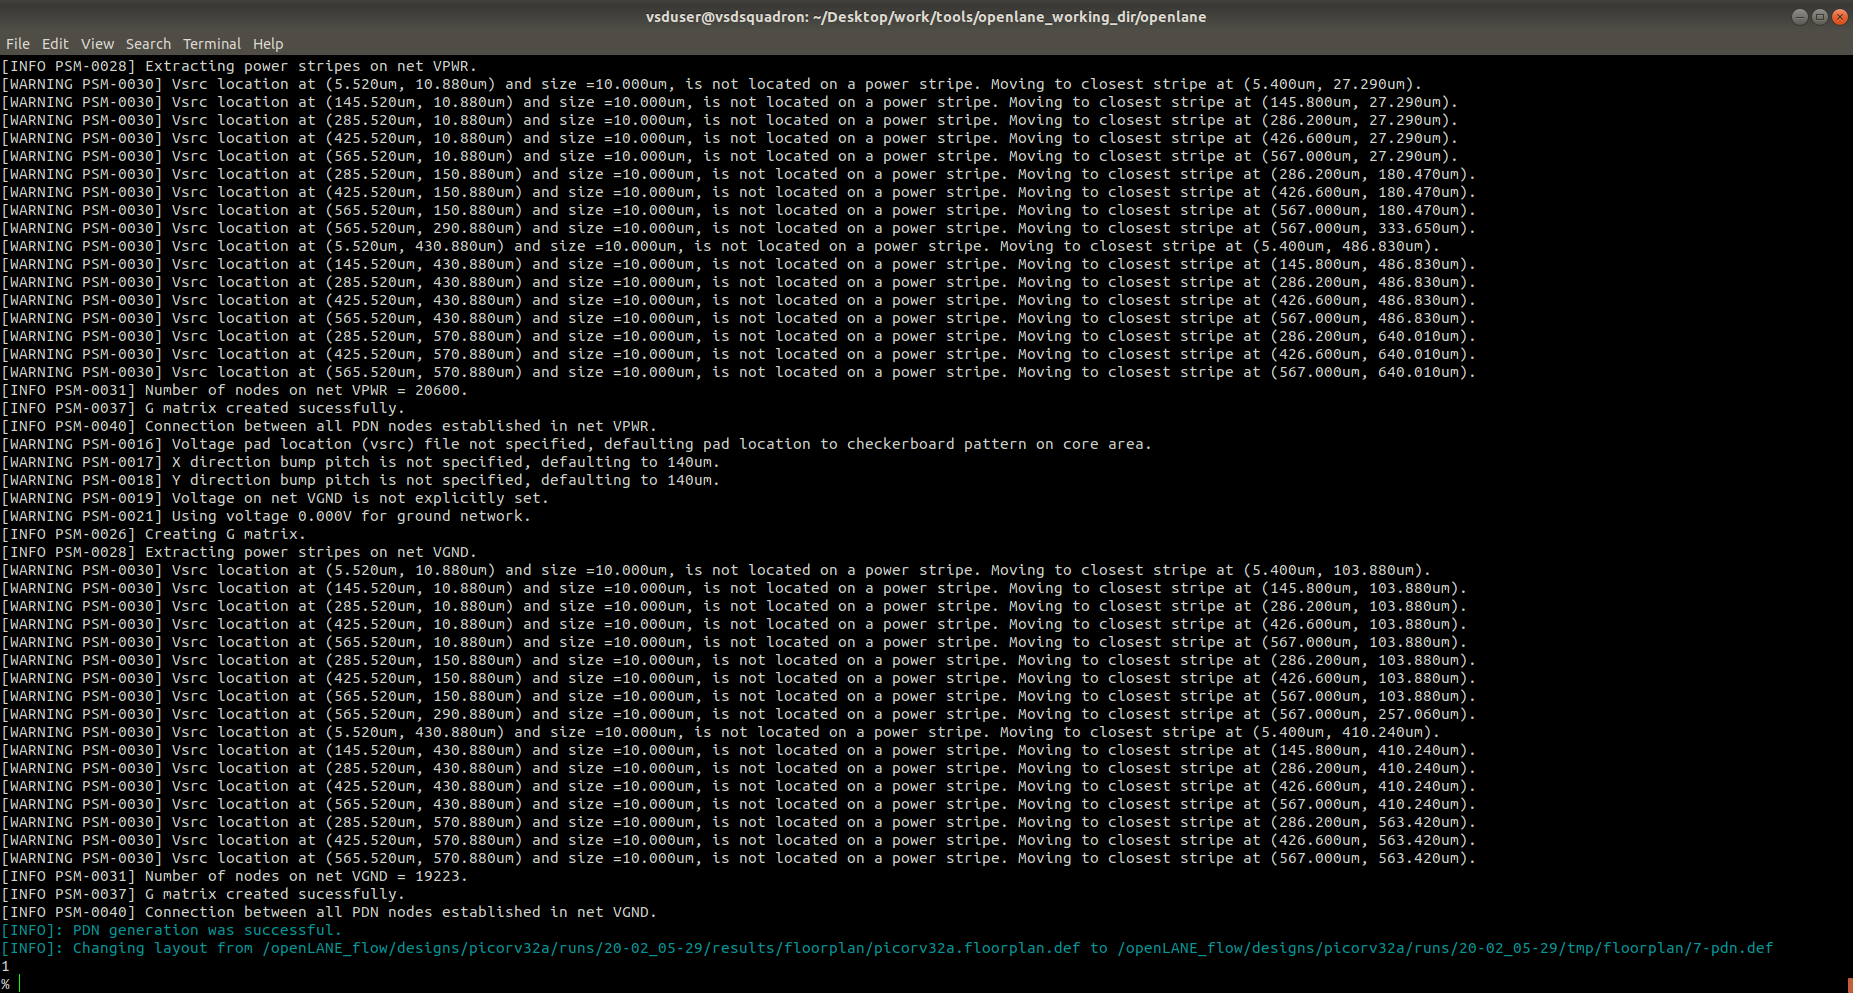 vsduser@vsdsquadron: ~/Desktop/work/tools/openlane_working_dir/openlane
File Edit View Search Terminal Help
[INFO PSM-0028] Extracting power stripes on net VPWR.
[WARNING PSM-0030] Vsrc location at (5.520um, 10.880um) and size =10.000um, is not located on a power stripe. Moving to closest stripe at (5.400um, 27.290um).
[WARNING PSM-0030] Vsrc location at (145.520um, 10.880um) and size =10.000um, is not located on a power stripe. Moving to closest stripe at (145.800um, 27.290um).
[WARNING PSM-0030] Vsrc location at (285.520um, 10.880um) and size =10.000um, is not located on a power stripe. Moving to closest stripe at (286.200um, 27.290um).
[WARNING PSM-0030] Vsrc location at (425.520um, 10.880um) and size =10.000um, is not located on a power stripe. Moving to closest stripe at (426.600um, 27.290um).
[WARNING PSM-0030] Vsrc location at (565.520um, 10.880um) and size =10.000um, is not located on a power stripe. Moving to closest stripe at (567.000um, 27.290um).
[WARNING PSM-0030] Vsrc location at (285.520um, 150.880um) and size =10.000um, is not located on a power stripe. Moving to closest stripe at (286.200um, 180.470um).
[WARNING PSM-0030] Vsrc location at (425.520um, 150.880um) and size =10.000um, is not located on a power stripe. Moving to closest stripe at (426.600um, 180.470um).
[WARNING PSM-0030] Vsrc location at (565.520um, 150.880um) and size =10.000um, is not located on a power stripe. Moving to closest stripe at (567.000um, 180.470um).
[WARNING PSM-0030] Vsrc location at (565.520um, 290.880um) and size =10.000um, is not located on a power stripe. Moving to closest stripe at (567.000um, 333.650um).
[WARNING PSM-0030] Vsrc location at (5.520um, 430.880um) and size =10.000um, is not located on a power stripe. Moving to closest stripe at (5.400um, 486.830um).
[WARNING PSM-0030] Vsrc location at (145.520um, 430.880um) and size =10.000um, is not located on a power stripe. Moving to closest stripe at (145.800um, 486.830um).
[WARNING PSM-0030] Vsrc location at (285.520um, 430.880um) and size =10.000um, is not located on a power stripe. Moving to closest stripe at (286.200um, 486.830um).
[WARNING PSM-0030] Vsrc location at (425.520um, 430.880um) and size =10.000um, is not located on a power stripe. Moving to closest stripe at (426.600um, 486.830um).
[WARNING PSM-0030] Vsrc location at (565.520um, 430.880um) and size =10.000um, is not located on a power stripe. Moving to closest stripe at (567.000um, 486.830um).
[WARNING PSM-0030] Vsrc location at (285.520um, 570.880um) and size =10.000um, is not located on a power stripe. Moving to closest stripe at (286.200um, 640.010um).
[WARNING PSM-0030] Vsrc location at (425.520um, 570.880um) and size =10.000um, is not located on a power stripe. Moving to closest stripe at (426.600um, 640.010um).
[WARNING PSM-0030] Vsrc location at (565.520um, 570.880um) and size =10.000um, is not located on a power stripe. Moving to closest stripe at (567.000um, 640.010um).
[INFO PSM-0031] Number of nodes on net VPWR = 20600.
[INFO PSM-0037] G matrix created sucessfully.
[INFO PSM-0040] Connection between all PDN nodes established in net VPWR.
[WARNING PSM-0016] Voltage pad location (vsrc) file not specified, defaulting pad location to checkerboard pattern on core area.
[WARNING PSM-0017] X direction bump pitch is not specified, defaulting to 140um.
[WARNING PSM-0018] Y direction bump pitch is not specified, defaulting to 140um.
[WARNING PSM-0019] Voltage on net VGND is not explicitly set.
[WARNING PSM-0021] Using voltage 0.000V for ground network.
[INFO PSM-0026] Creating G matrix.
[INFO PSM-0028] Extracting power stripes on net VGND.
[WARNING PSM-0030] Vsrc location at (5.520um, 10.880um) and size =10.000um, is not located on a power stripe. Moving to closest stripe at (5.400um, 103.880um).
[WARNING PSM-0030] Vsrc location at (145.520um, 10.880um) and size =10.000um, is not located on a power stripe. Moving to closest stripe at (145.800um, 103.880um).
[WARNING PSM-0030] Vsrc location at (285.520um, 10.880um) and size =10.000um, is not located on a power stripe. Moving to closest stripe at (286.200um, 103.880um).
[WARNING PSM-0030] Vsrc location at (425.520um, 10.880um) and size =10.000um, is not located on a power stripe. Moving to closest stripe at (426.600um, 103.880um).
[WARNING PSM-0030] Vsrc location at (565.520um, 10.880um) and size =10.000um, is not located on a power stripe. Moving to closest stripe at (567.000um, 103.880um).
[WARNING PSM-0030] Vsrc location at (285.520um, 150.880um) and size =10.000um, is not located on a power stripe. Moving to closest stripe at (286.200um, 103.880um).
[WARNING PSM-0030] Vsrc location at (425.520um, 150.880um) and size =10.000um, is not located on a power stripe. Moving to closest stripe at (426.600um, 103.880um).
[WARNING PSM-0030] Vsrc location at (565.520um, 150.880um) and size =10.000um, is not located on a power stripe. Moving to closest stripe at (567.000um, 103.880um).
[WARNING PSM-0030] Vsrc location at (565.520um, 290.880um) and size =10.000um, is not located on a power stripe. Moving to closest stripe at (567.000um, 257.060um).
[WARNING PSM-0030] Vsrc location at (5.520um, 430.880um) and size =10.000um, is not located on a power stripe. Moving to closest stripe at (5.400um, 410.240um).
[WARNING PSM-0030] Vsrc location at (145.520um, 430.880um) and size =10.000um, is not located on a power stripe. Moving to closest stripe at (145.800um, 410.240um).
[WARNING PSM-0030] Vsrc location at (285.520um, 430.880um) and size =10.000um, is not located on a power stripe. Moving to closest stripe at (286.200um, 410.240um).
[WARNING PSM-0030] Vsrc location at (425.520um, 430.880um) and size =10.000um, is not located on a power stripe. Moving to closest stripe at (426.600um, 410.240um).
[WARNING PSM-0030] Vsrc location at (565.520um, 430.880um) and size =10.000um, is not located on a power stripe. Moving to closest stripe at (567.000um, 410.240um).
[WARNING PSM-0030] Vsrc location at (285.520um, 570.880um) and size =10.000um, is not located on a power stripe. Moving to closest stripe at (286.200um, 563.420um).
[WARNING PSM-0030] Vsrc location at (425.520um, 570.880um) and size =10.000um, is not located on a power stripe. Moving to closest stripe at (426.600um, 563.420um).
[WARNING PSM-0030] Vsrc location at (565.520um, 570.880um) and size =10.000um, is not located on a power stripe. Moving to closest stripe at (567.000um, 563.420um).
[INFO PSM-0031] Number of nodes on net VGND = 19223.
[INFO PSM-0037] G matrix created sucessfully.
[INFO PSM-0040] Connection between all PDN nodes established in net VGND.
[INFO]: PDN generation was successful.
[INFO]: Changing layout from /openLANE_flow/designs/picorv32a/runs/20-02_05-29/results/floorplan/picorv32a.floorplan.def to /openLANE_flow/designs/picorv32a/runs/20-02_05-29/tmp/floorplan/7-pdn.def
1
%